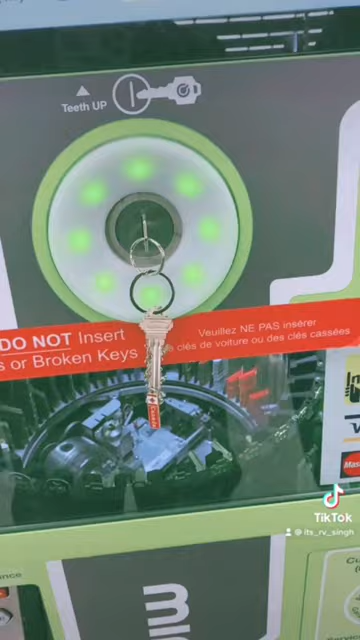 Teeth UP
DO NOT Insert
or Broken Keys
Veuillez NE PAS insérer
clés de voiture ou des clés cassées
TikTok
@its_rv_singh